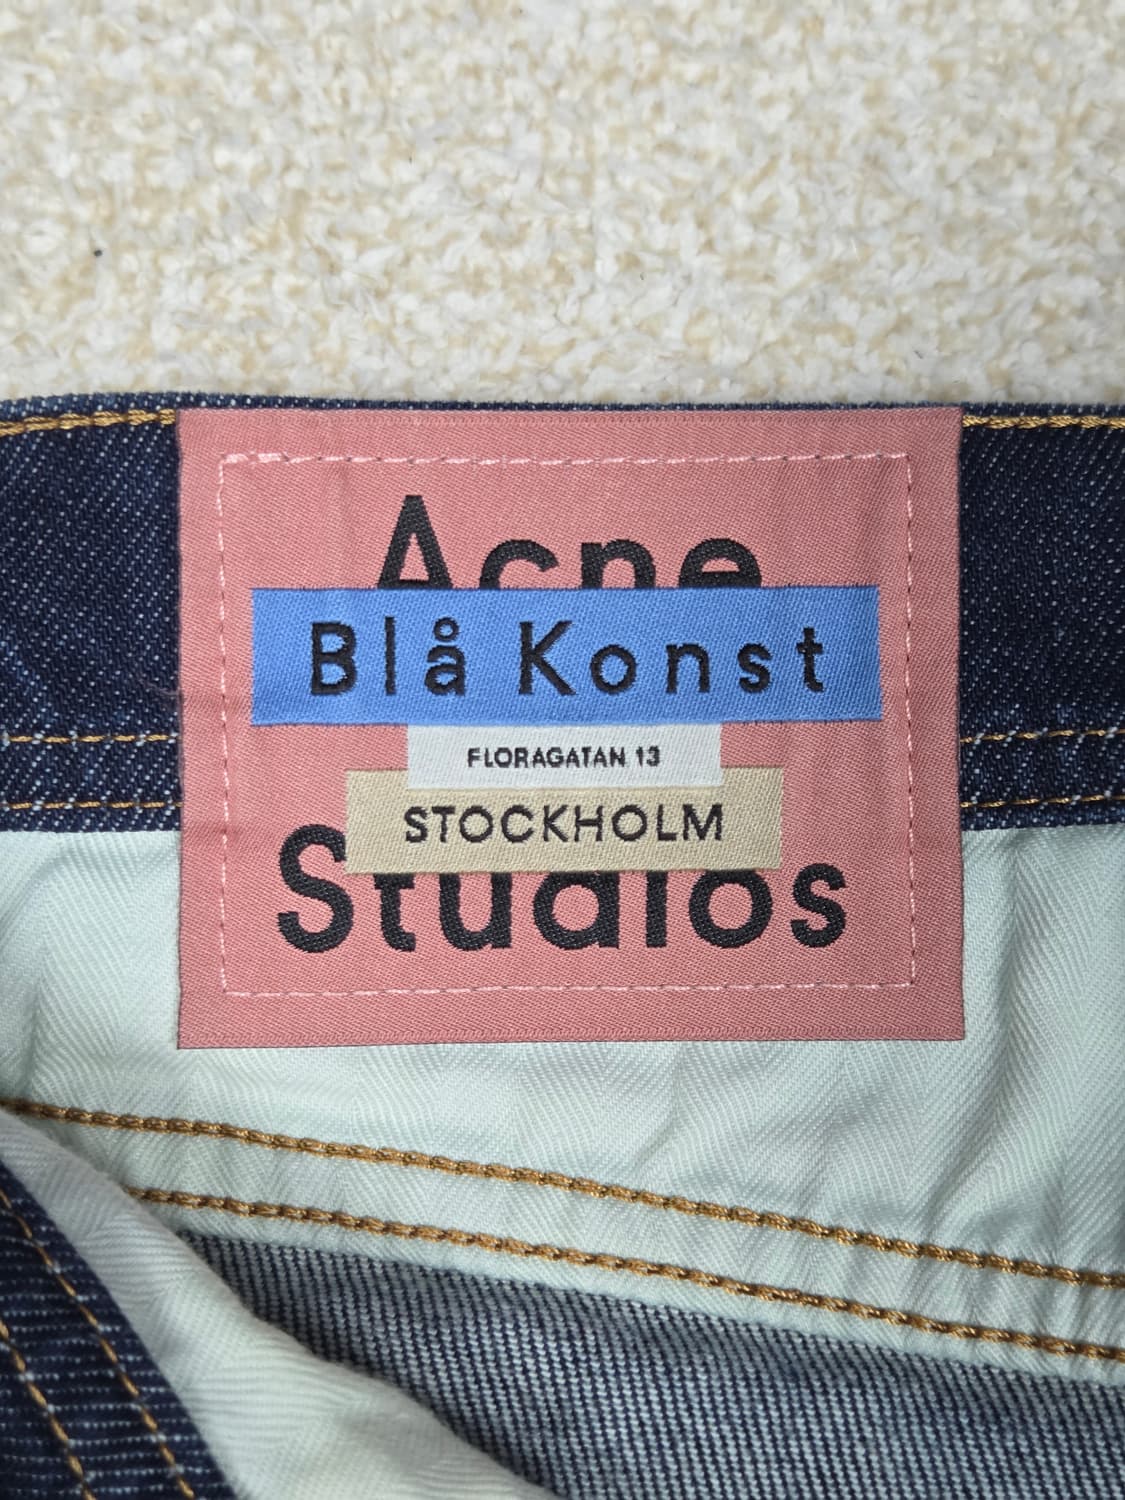 Acne
Blå Konst
FLORAGATAN 13
STOCKHOLM
Studios